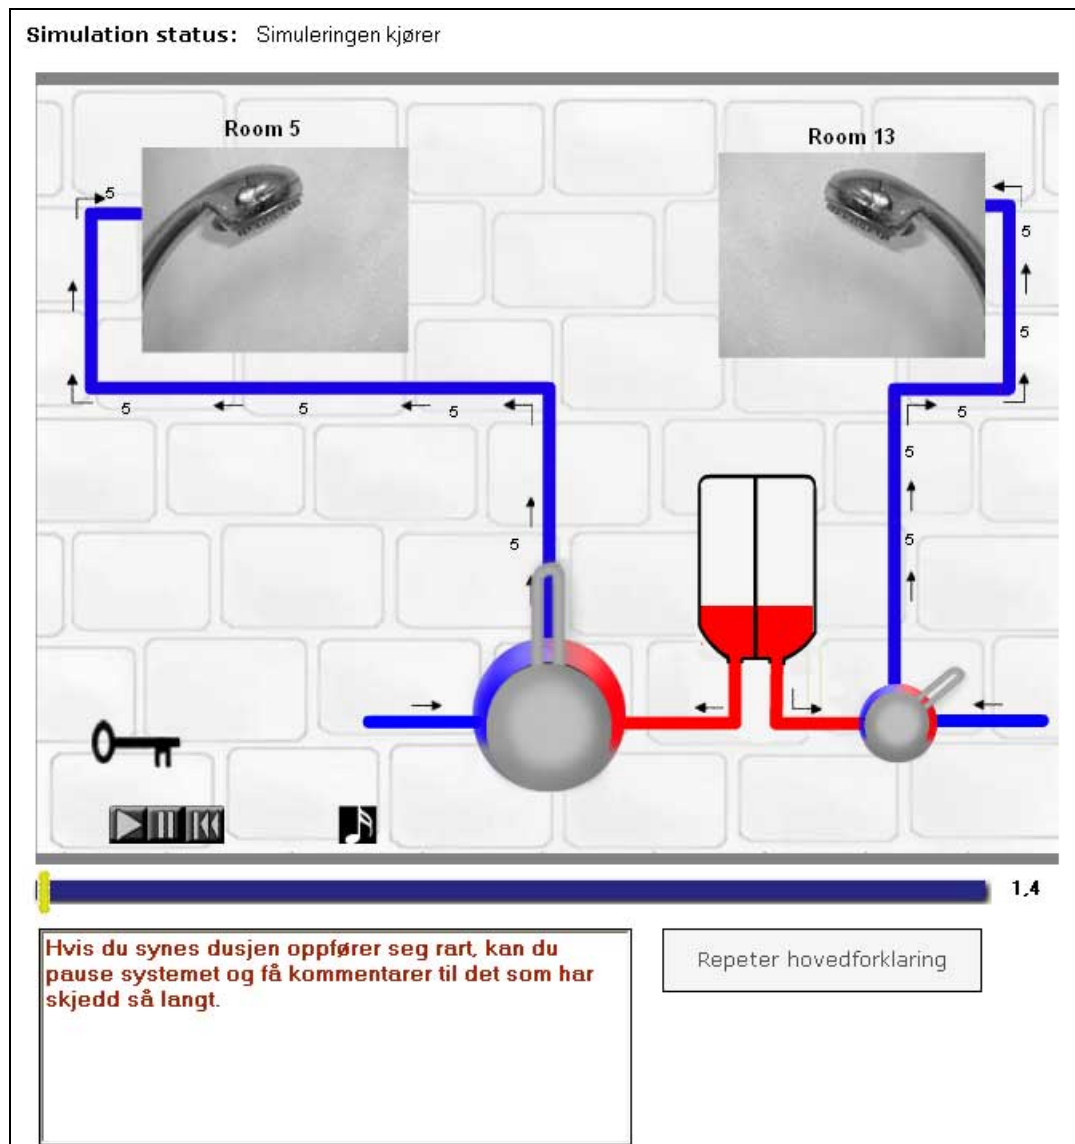 Simulation status: Simuleringen kjører
Room 5
Room 13
5
5
5
5
5
5
5
5
5
5
5
1,4
Hvis du synes dusjen oppfører seg rart, kan du
pause systemet og få kommentarer til det som har
skjedd så langt.
Repeter hovedforklaring